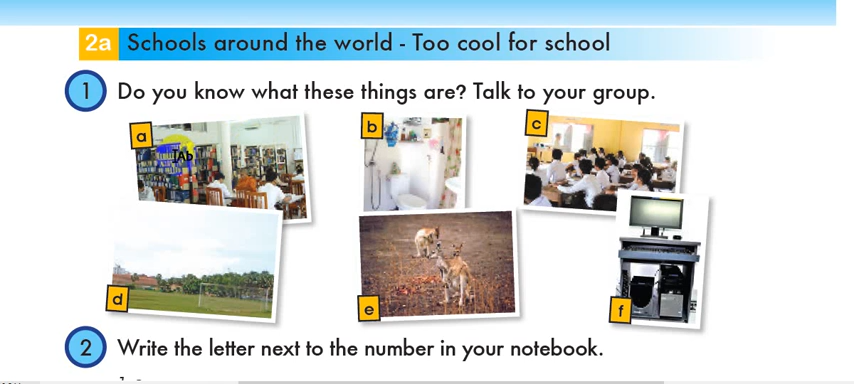 2a Schools around the world - Too cool for school
1 Do you know what these things are? Talk to your group.
a
b
c
TAb
d
e
f
2 Write the letter next to the number in your notebook.